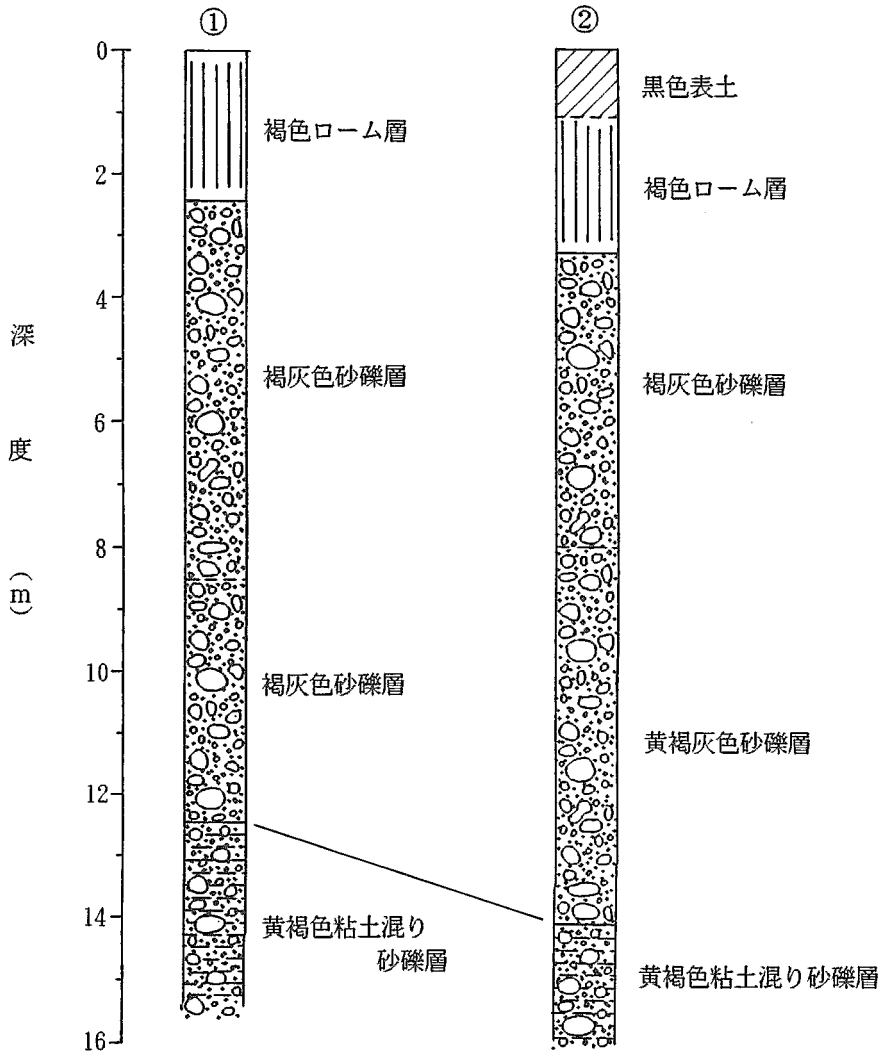 ①
②
0
2
4
6
8
10
12
14
16
深度(m)
褐色ローム層
褐灰色砂礫層
褐灰色砂礫層
黄褐色粘土混り
砂礫層
黒色表土
褐色ローム層
褐灰色砂礫層
黄褐灰色砂礫層
黄褐色粘土混り砂礫層